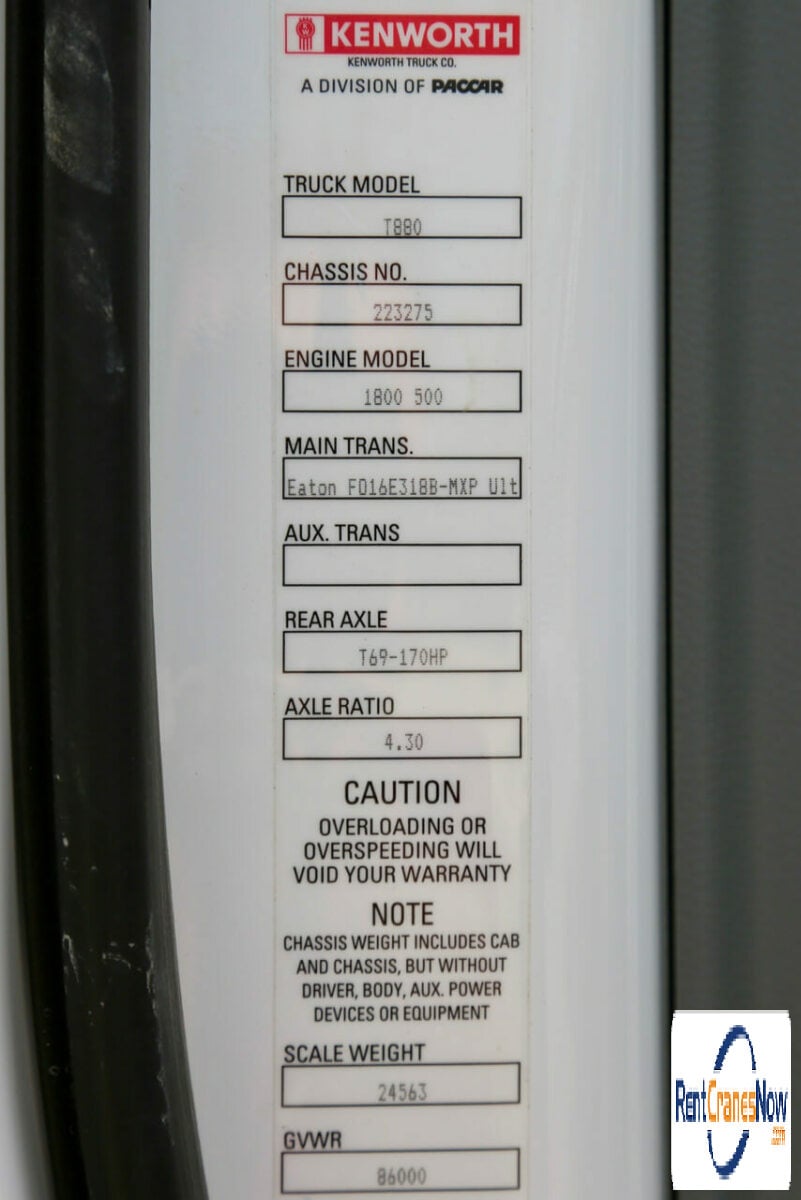 KENWORTH
KENWORTH TRUCK CO.
A DIVISION OF PACCAR
TRUCK MODEL
T880
CHASSIS NO.
223275
ENGINE MODEL
1800 500
MAIN TRANS.
Eaton FO16E318B-MXP Ult
AUX. TRANS
REAR AXLE
T69-170HP
AXLE RATIO
4.30
CAUTION
OVERLOADING OR
OVERSPEEDING WILL
VOID YOUR WARRANTY
NOTE
CHASSIS WEIGHT INCLUDES CAB
AND CHASSIS, BUT WITHOUT
DRIVER, BODY, AUX. POWER
DEVICES OR EQUIPMENT
SCALE WEIGHT
24563
GVWR
86000
RentCranesNow
.com